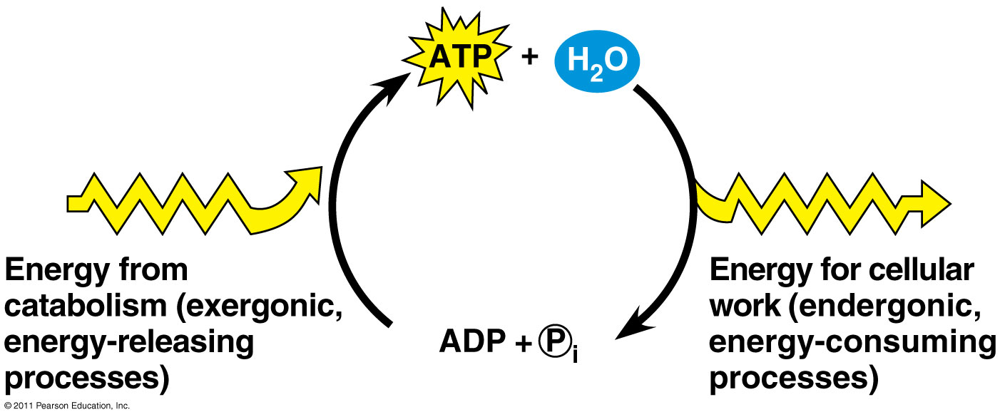 ATP + H₂O
Energy from
catabolism (exergonic,
energy-releasing
processes)
ADP + Pi
Energy for cellular
work (endergonic,
energy-consuming
processes)
© 2011 Pearson Education, Inc.